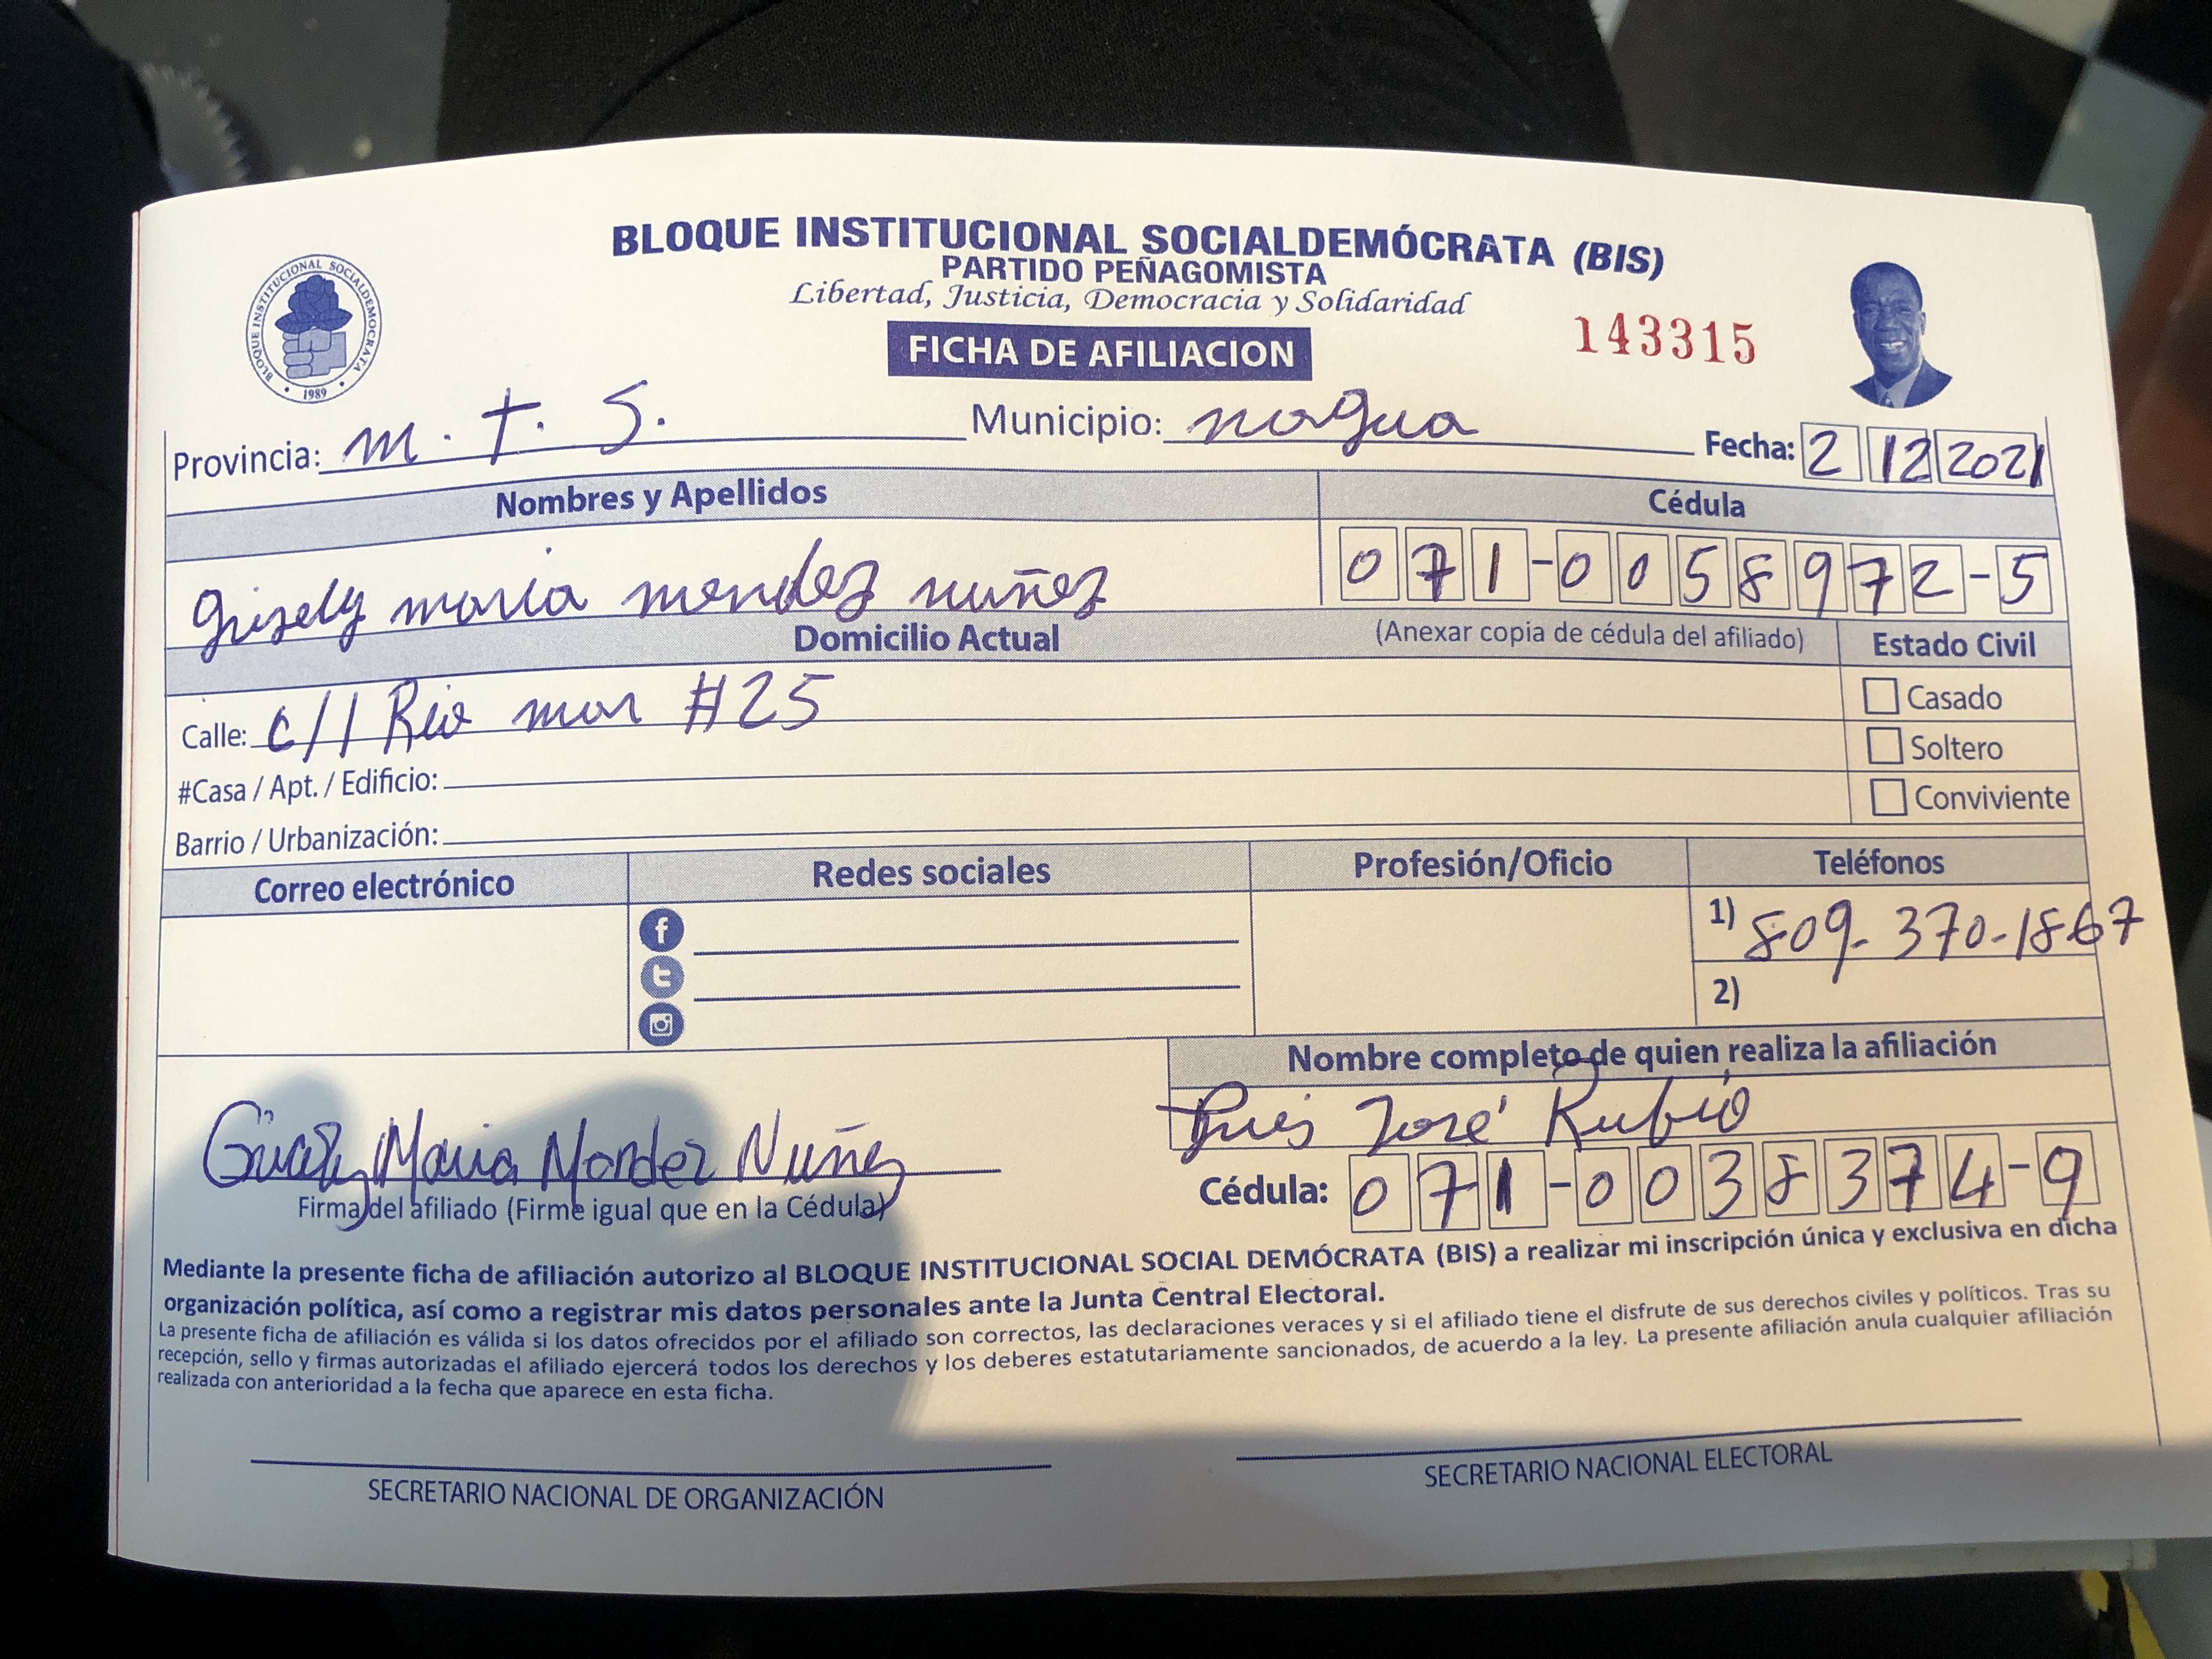 BLOQUE INSTITUCIONAL SOCIALDEMÓCRATA (BIS)
PARTIDO PEÑAGOMISTA
Libertad, Justicia, Democracia y Solidaridad
FICHA DE AFILIACION
143315
BLOQUE INSTITUCIONAL SOCIALDEMOCRATA
1989
Provincia: m. t. S. Municipio: nagua Fecha: 2 12 2021
Nombres y Apellidos Cédula
Gisely maria mendez nuñez 071-0058972-5
Domicilio Actual (Anexar copia de cédula del afiliado) Estado Civil
Calle: c// Rio mar #25
Casado
Soltero
Conviviente
#Casa / Apt. / Edificio:
Barrio / Urbanización:
Correo electrónico Redes sociales Profesión/Oficio Teléfonos
1) 809-370-1867
2)
Nombre completo de quien realiza la afiliación
Luis José Rubio
Maria Mendez Nuñez
Firma del afiliado (Firme igual que en la Cédula)
Cédula: 071-0038374-9
Mediante la presente ficha de afiliación autorizo al BLOQUE INSTITUCIONAL SOCIAL DEMÓCRATA (BIS) a realizar mi inscripción única y exclusiva en dicha
organización política, así como a registrar mis datos personales ante la Junta Central Electoral.
La presente ficha de afiliación es válida si los datos ofrecidos por el afiliado son correctos, las declaraciones veraces y si el afiliado tiene el disfrute de sus derechos civiles y políticos. Tras su
recepción, sello y firmas autorizadas el afiliado ejercerá todos los derechos y los deberes estatutariamente sancionados, de acuerdo a la ley. La presente afiliación anula cualquier afiliación
realizada con anterioridad a la fecha que aparece en esta ficha.
SECRETARIO NACIONAL DE ORGANIZACIÓN
SECRETARIO NACIONAL ELECTORAL